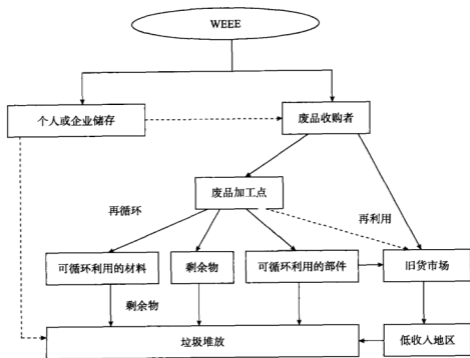 WEEE
个人或企业储存
废品收购者
废品加工点
再循环
再利用
可循环利用的材料
剩余物
可循环利用的部件
旧货市场
剩余物
垃圾堆放
低收入地区